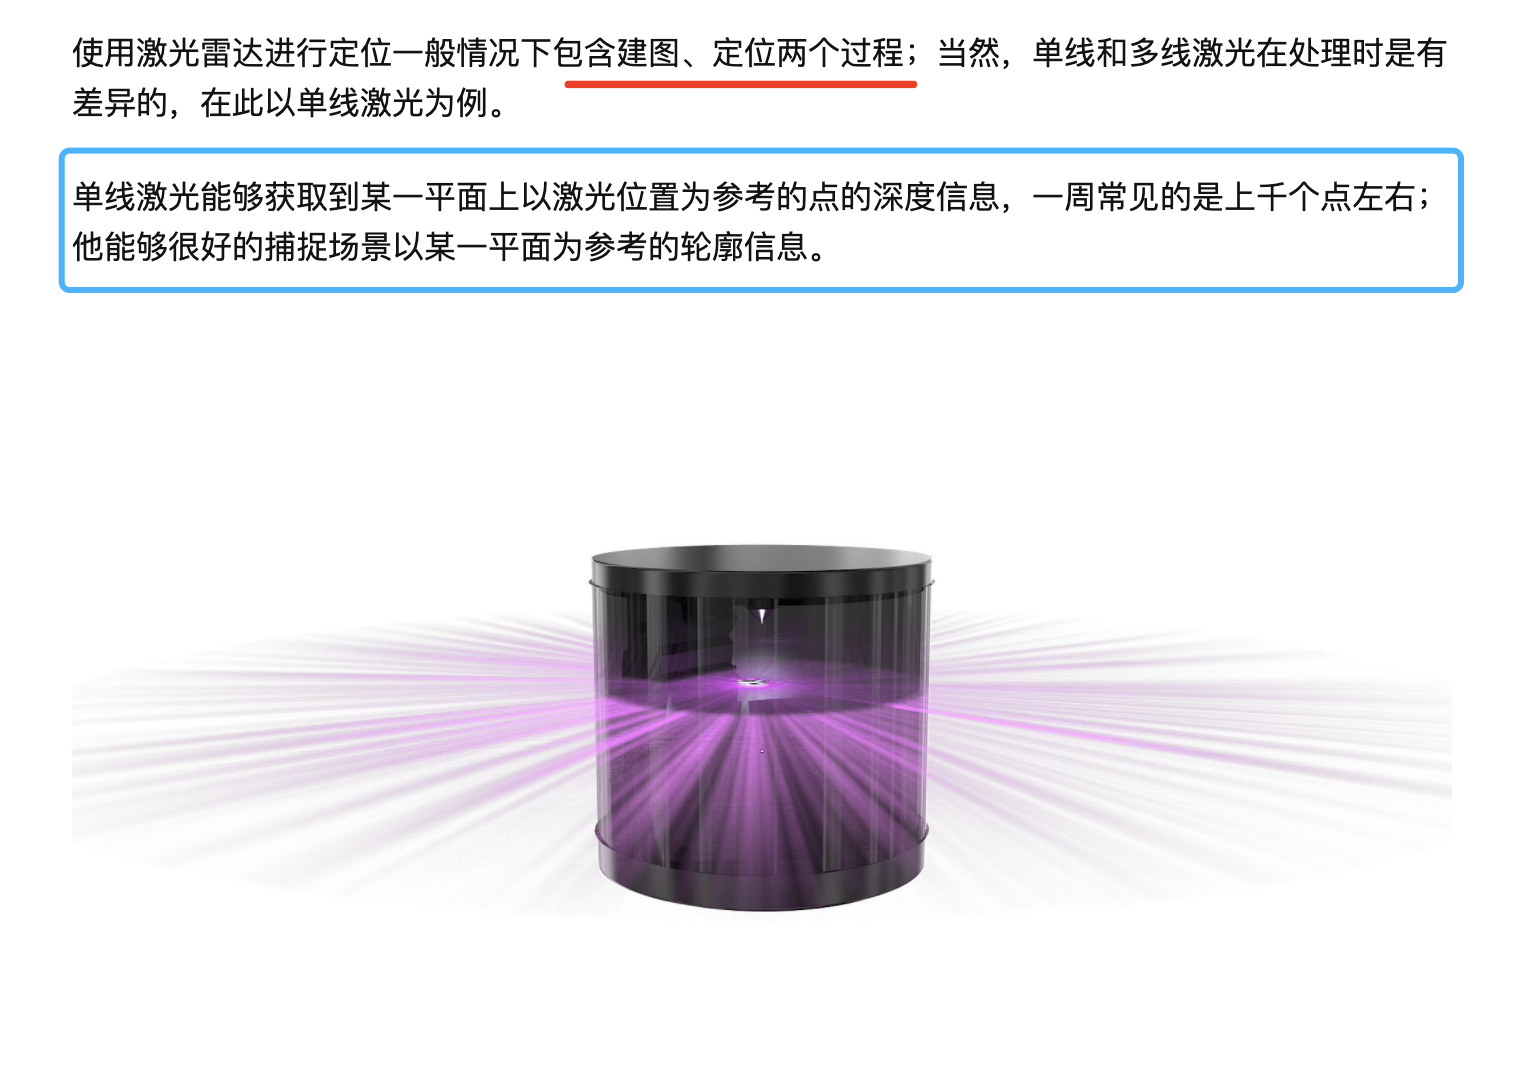 使用激光雷达进行定位一般情况下包含建图、定位两个过程；当然，单线和多线激光在处理时是有
差异的，在此以单线激光为例。
单线激光能够获取到某一平面上以激光位置为参考的点的深度信息，一周常见的是上千个点左右；
他能够很好的捕捉场景以某一平面为参考的轮廓信息。